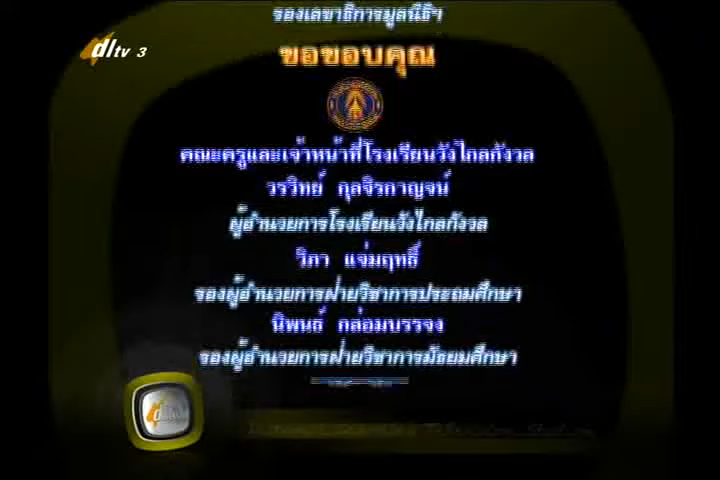 รองเลขาธิการมูลนิธิฯ
dltv 3
ขอขอบคุณ
คณะครูและเจ้าหน้าที่โรงเรียนวังไกลกังวล
วรวิทย์ กุลจิรกาญจน์
ผู้อำนวยการโรงเรียนวังไกลกังวล
วิภา แจ่มฤทธิ์
รองผู้อำนวยการฝ่ายวิชาการประถมศึกษา
นิพนธ์ กล่อมบรรจง
รองผู้อำนวยการฝ่ายวิชาการมัธยมศึกษา